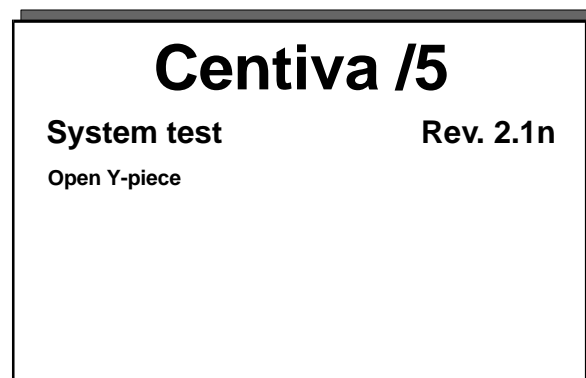 Centiva /5
System test Rev. 2.1n
Open Y-piece